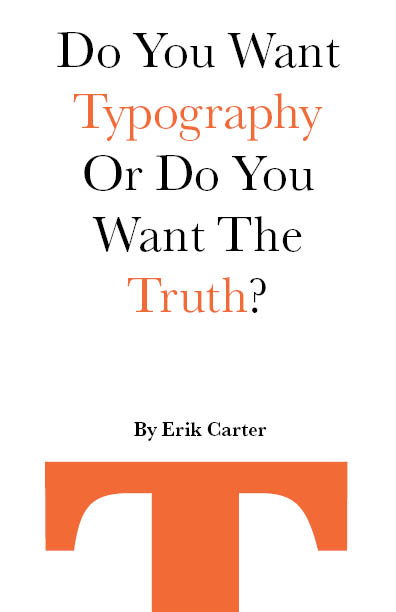 Do You Want
Typography
Or Do You
Want The
Truth?
By Erik Carter
T